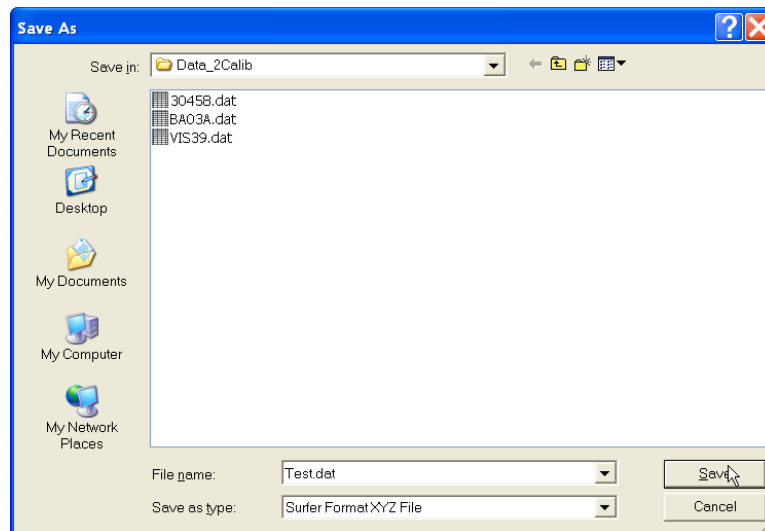 Save As
?
Save in:
Data_2Calib
30458.dat
BA03A.dat
VIS39.dat
My Recent
Documents
Desktop
My Documents
My Computer
My Network
Places
File name:
Test.dat
Save
Save as type:
Surfer Format XYZ File
Cancel